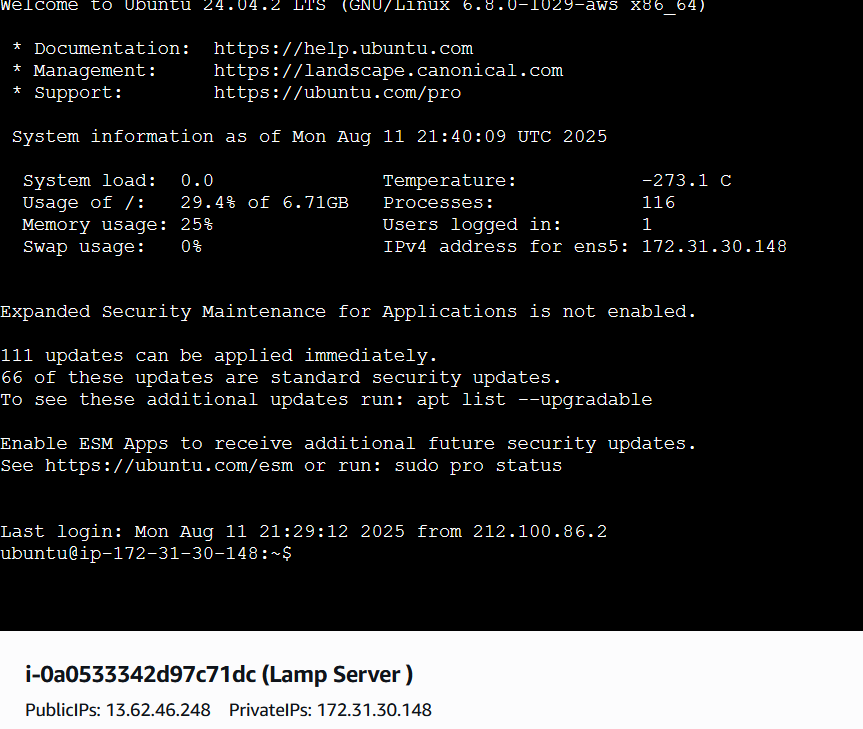 Welcome to Ubuntu 24.04.2 LTS (GNU/Linux 6.8.0-1029-aws x86_64)
* Documentation: https://help.ubuntu.com
* Management: https://landscape.canonical.com
* Support: https://ubuntu.com/pro
System information as of Mon Aug 11 21:40:09 UTC 2025
System load: 0.0 Temperature: -273.1 C
Usage of /: 29.4% of 6.71GB Processes: 116
Memory usage: 25% Users logged in: 1
Swap usage: 0% IPv4 address for ens5: 172.31.30.148
Expanded Security Maintenance for Applications is not enabled.
111 updates can be applied immediately.
66 of these updates are standard security updates.
To see these additional updates run: apt list --upgradable
Enable ESM Apps to receive additional future security updates.
See https://ubuntu.com/esm or run: sudo pro status
Last login: Mon Aug 11 21:29:12 2025 from 212.100.86.2
ubuntu@ip-172-31-30-148:~$
i-0a0533342d97c71dc (Lamp Server )
PublicIPs: 13.62.46.248 PrivateIPs: 172.31.30.148